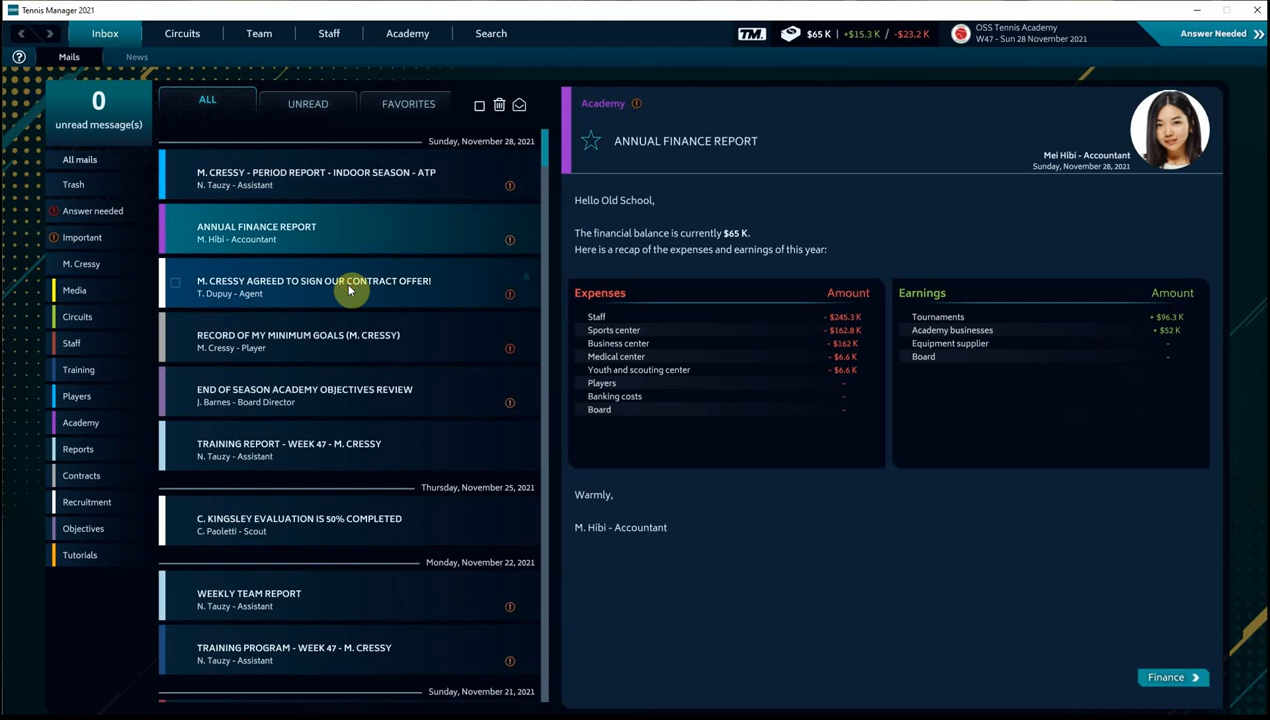 Tennis Manager 2021
Inbox
Circuits
Team
Staff
Academy
Search
TM.
$65 K
+$15.3 K / -$23.2 K
OSS Tennis Academy
W47 - Sun 28 November 2021
Answer Needed
Mails
News
0
unread message(s)
All mails
Trash
Answer needed
Important
M. Cressy
Media
Circuits
Staff
Training
Players
Academy
Reports
Contracts
Recruitment
Objectives
Tutorials
ALL
UNREAD
FAVORITES
Sunday, November 28, 2021
M. CRESSY - PERIOD REPORT - INDOOR SEASON - ATP
N. Tauzy - Assistant
ANNUAL FINANCE REPORT
M. Hibi - Accountant
M. CRESSY AGREED TO SIGN OUR CONTRACT OFFER!
T. Dupuy - Agent
RECORD OF MY MINIMUM GOALS (M. CRESSY)
M. Cressy - Player
END OF SEASON ACADEMY OBJECTIVES REVIEW
J. Barnes - Board Director
TRAINING REPORT - WEEK 47 - M. CRESSY
N. Tauzy - Assistant
Thursday, November 25, 2021
C. KINGSLEY EVALUATION IS 50% COMPLETED
C. Paoletti - Scout
Monday, November 22, 2021
WEEKLY TEAM REPORT
N. Tauzy - Assistant
TRAINING PROGRAM - WEEK 47 - M. CRESSY
N. Tauzy - Assistant
Sunday, November 21, 2021
Academy
ANNUAL FINANCE REPORT
Mei Hibi - Accountant
Sunday, November 28, 2021
Hello Old School,
The financial balance is currently $65 K.
Here is a recap of the expenses and earnings of this year:
Expenses Amount
Staff - $245.3 K
Sports center - $162.8 K
Business center - $162 K
Medical center - $6.6 K
Youth and scouting center - $6.6 K
Players -
Banking costs -
Board -
Earnings Amount
Tournaments + $96.3 K
Academy businesses + $52 K
Equipment supplier -
Board -
Warmly,
M. Hibi - Accountant
Finance